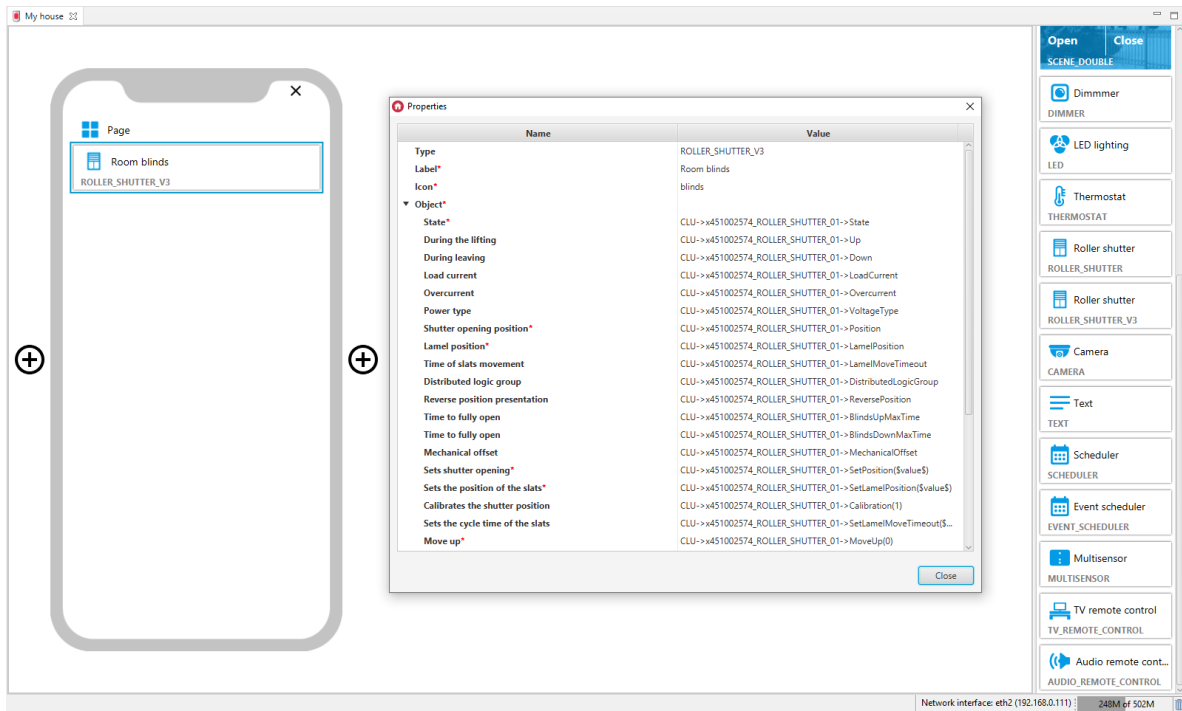 My house
Page
Room blinds
ROLLER_SHUTTER_V3
Properties
Name Value
Type ROLLER_SHUTTER_V3
Label* Room blinds
Icon* blinds
Object*
State* CLU->x451002574_ROLLER_SHUTTER_01->State
During the lifting CLU->x451002574_ROLLER_SHUTTER_01->Up
During leaving CLU->x451002574_ROLLER_SHUTTER_01->Down
Load current CLU->x451002574_ROLLER_SHUTTER_01->LoadCurrent
Overcurrent CLU->x451002574_ROLLER_SHUTTER_01->Overcurrent
Power type CLU->x451002574_ROLLER_SHUTTER_01->VoltageType
Shutter opening position* CLU->x451002574_ROLLER_SHUTTER_01->Position
Lamel position* CLU->x451002574_ROLLER_SHUTTER_01->LamelPosition
Time of slats movement CLU->x451002574_ROLLER_SHUTTER_01->LamelMoveTimeout
Distributed logic group CLU->x451002574_ROLLER_SHUTTER_01->DistributedLogicGroup
Reverse position presentation CLU->x451002574_ROLLER_SHUTTER_01->ReversePosition
Time to fully open CLU->x451002574_ROLLER_SHUTTER_01->BlindsUpMaxTime
Time to fully open CLU->x451002574_ROLLER_SHUTTER_01->BlindsDownMaxTime
Mechanical offset CLU->x451002574_ROLLER_SHUTTER_01->MechanicalOffset
Sets shutter opening* CLU->x451002574_ROLLER_SHUTTER_01->SetPosition($value$)
Sets the position of the slats* CLU->x451002574_ROLLER_SHUTTER_01->SetLamelPosition($value$)
Calibrates the shutter position CLU->x451002574_ROLLER_SHUTTER_01->Calibration(1)
Sets the cycle time of the slats CLU->x451002574_ROLLER_SHUTTER_01->SetLamelMoveTimeout($...
Move up* CLU->x451002574_ROLLER_SHUTTER_01->MoveUp(0)
Close
Open Close
SCENE_DOUBLE
Dimmmer
DIMMER
LED lighting
LED
Thermostat
THERMOSTAT
Roller shutter
ROLLER_SHUTTER
Roller shutter
ROLLER_SHUTTER_V3
Camera
CAMERA
Text
TEXT
Scheduler
SCHEDULER
Event scheduler
EVENT_SCHEDULER
Multisensor
MULTISENSOR
TV remote control
TV_REMOTE_CONTROL
Audio remote cont...
AUDIO_REMOTE_CONTROL
Network interface: eth2 (192.168.0.111) 248M of 502M